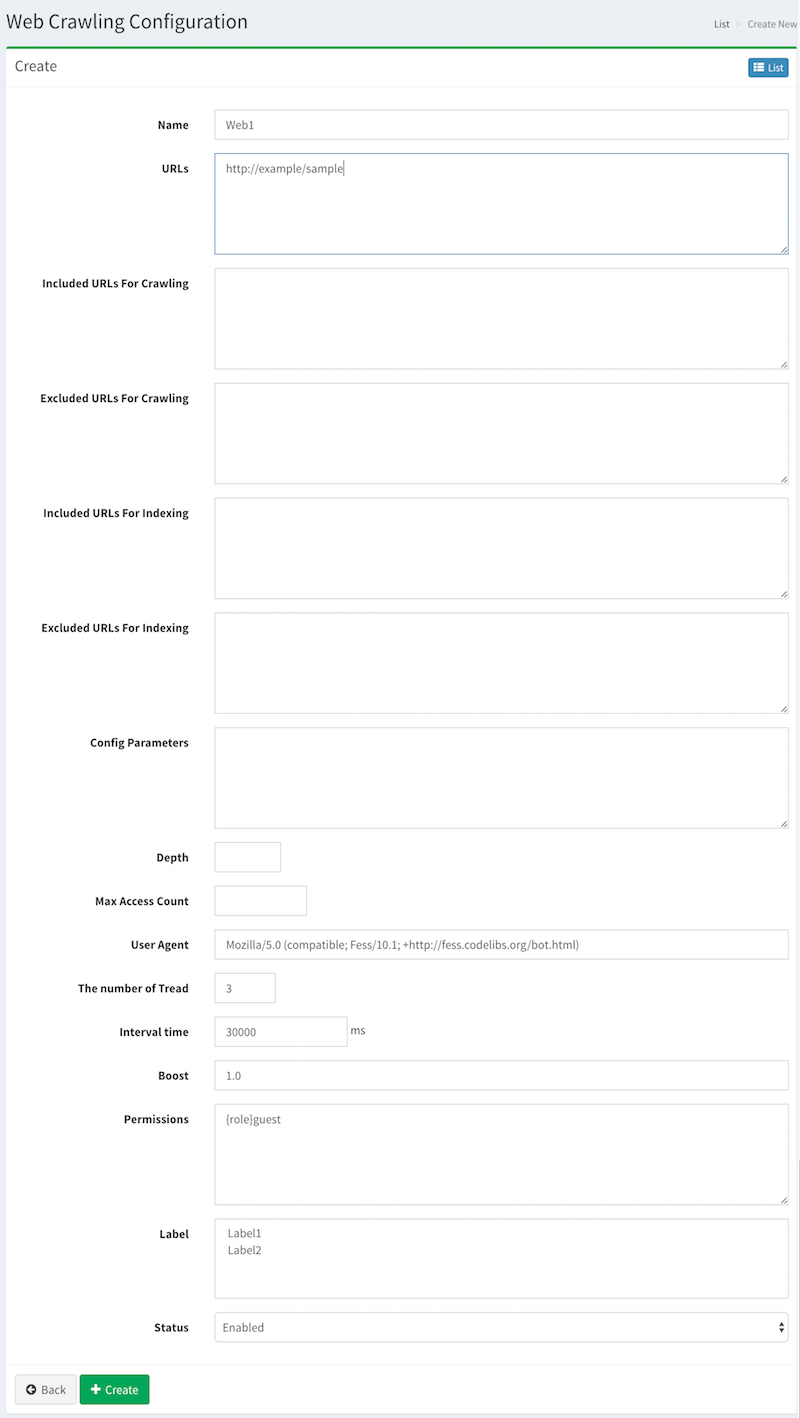 Web Crawling Configuration
List > Create New
Create
List
Name
Web1
URLs
http://example/sample
Included URLs For Crawling
Excluded URLs For Crawling
Included URLs For Indexing
Excluded URLs For Indexing
Config Parameters
Depth
Max Access Count
User Agent
Mozilla/5.0 (compatible; Fess/10.1; +http://fess.codelibs.org/bot.html)
The number of Tread
3
Interval time
30000 ms
Boost
1.0
Permissions
{role}guest
Label
Label1
Label2
Status
Enabled
Back
Create